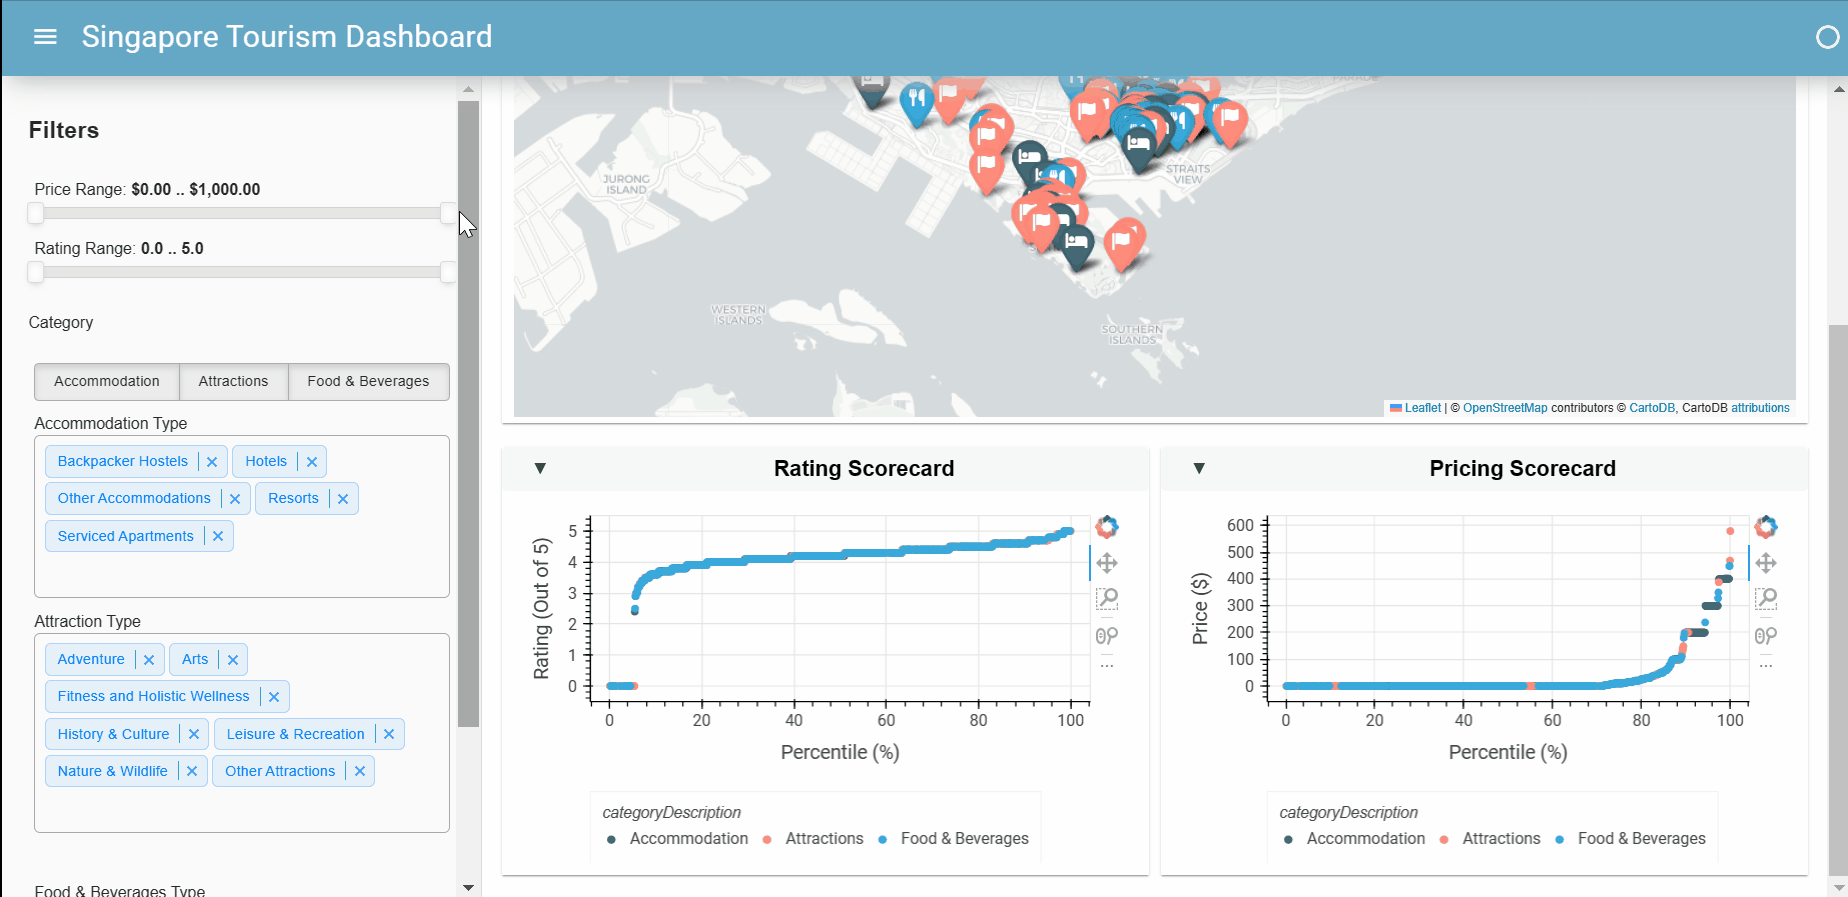 Singapore Tourism Dashboard
Filters
Price Range: $0.00 .. $1,000.00
Rating Range: 0.0 .. 5.0
Category
Accommodation
Attractions
Food & Beverages
Accommodation Type
Backpacker Hostels
Hotels
Other Accommodations
Resorts
Serviced Apartments
Attraction Type
Adventure
Arts
Fitness and Holistic Wellness
History & Culture
Leisure & Recreation
Nature & Wildlife
Other Attractions
Food & Beverages Type
PARADE
JURONG
ISLAND
STRAITS
VIEW
WESTERN
ISLANDS
SOUTHERN
ISLANDS
Leaflet | © OpenStreetMap contributors © CartoDB, CartoDB attributions
Rating Scorecard
Rating (Out of 5)
5
4
3
2
1
0
0 20 40 60 80 100
Percentile (%)
categoryDescription
Accommodation Attractions Food & Beverages
Pricing Scorecard
Price ($)
600
500
400
300
200
100
0
0 20 40 60 80 100
Percentile (%)
categoryDescription
Accommodation Attractions Food & Beverages